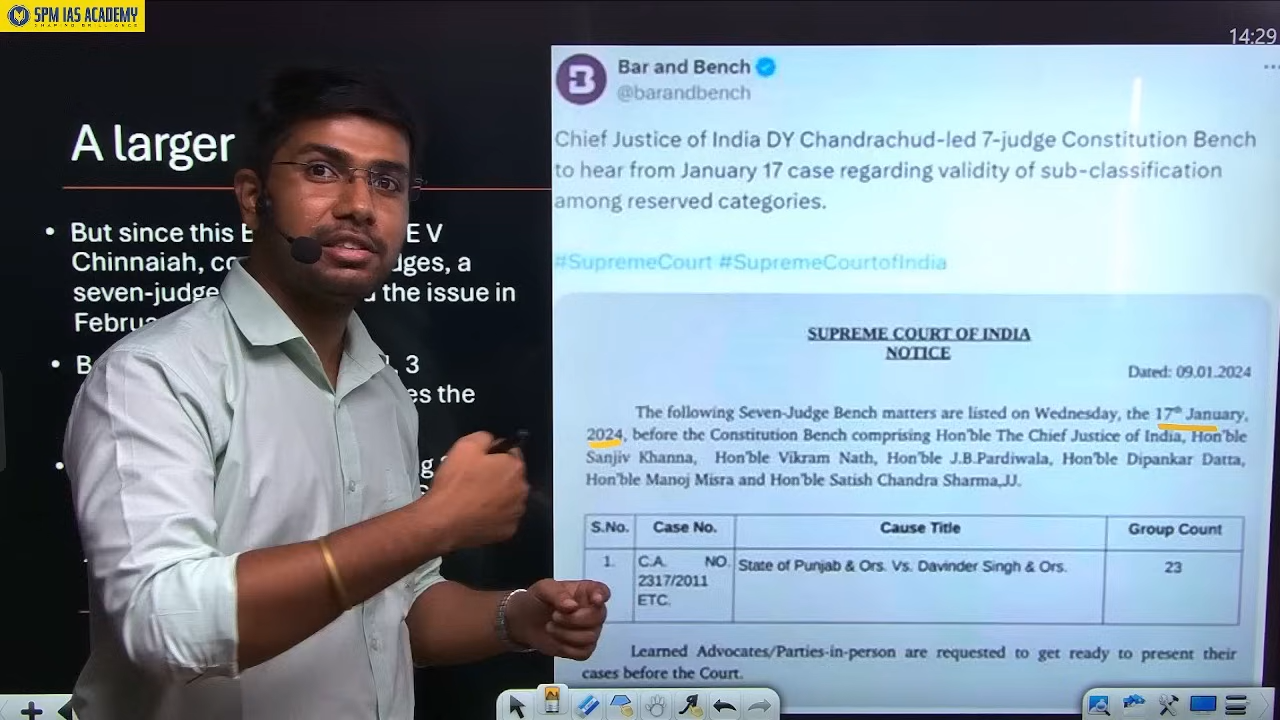 SPM IAS ACADEMY
14:29
A larger
But since this E V
Chinnaiah, co dges, a
seven-judge the issue in
Februa
3
es the
Bar and Bench
@barandbench
Chief Justice of India DY Chandrachud-led 7-judge Constitution Bench
to hear from January 17 case regarding validity of sub-classification
among reserved categories.
#SupremeCourt #SupremeCourtofIndia
SUPREME COURT OF INDIA
NOTICE
Dated: 09.01.2024
The following Seven-Judge Bench matters are listed on Wednesday, the 17th January,
2024, before the Constitution Bench comprising Hon'ble The Chief Justice of India, Hon'ble
Sanjiv Khanna, Hon'ble Vikram Nath, Hon'ble J.B.Pardiwala, Hon'ble Dipankar Datta,
Hon'ble Manoj Misra and Hon'ble Satish Chandra Sharma,JJ.
S.No. Case No. Cause Title Group Count
1. C.A. NO. State of Punjab & Ors. Vs. Davinder Singh & Ors. 23
2317/2011
ETC.
Learned Advocates/Parties-in-person are requested to get ready to present their
cases before the Court.